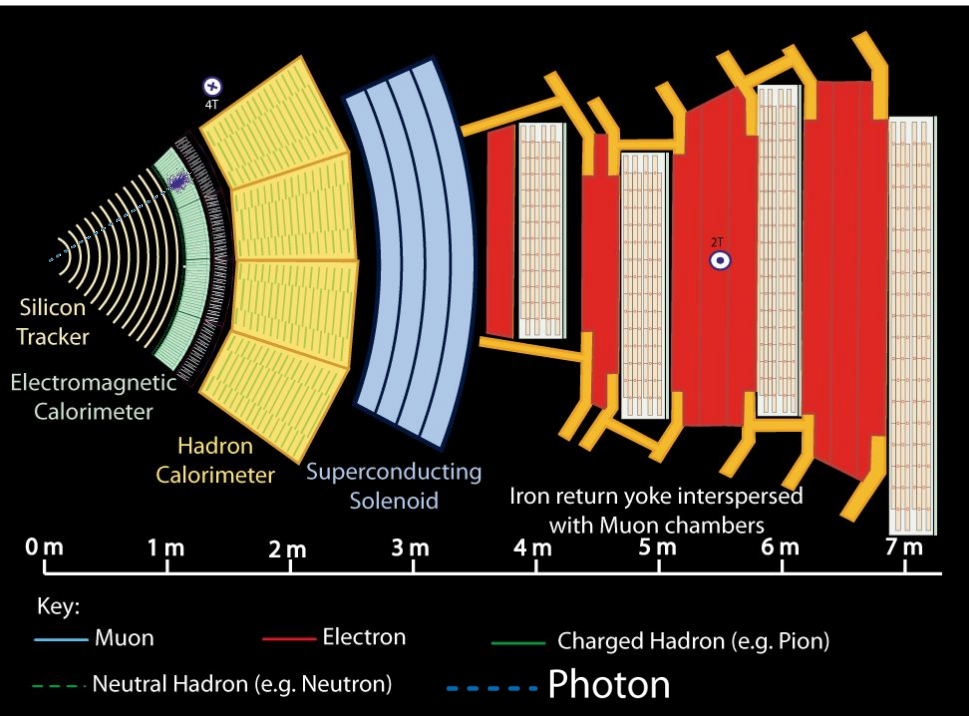 4T
2T
Silicon
Tracker
Electromagnetic
Calorimeter
Hadron
Calorimeter
Superconducting
Solenoid
Iron return yoke interspersed
with Muon chambers
0 m 1 m 2 m 3 m 4 m 5 m 6 m 7 m
Key:
Muon Electron Charged Hadron (e.g. Pion)
Neutral Hadron (e.g. Neutron) Photon